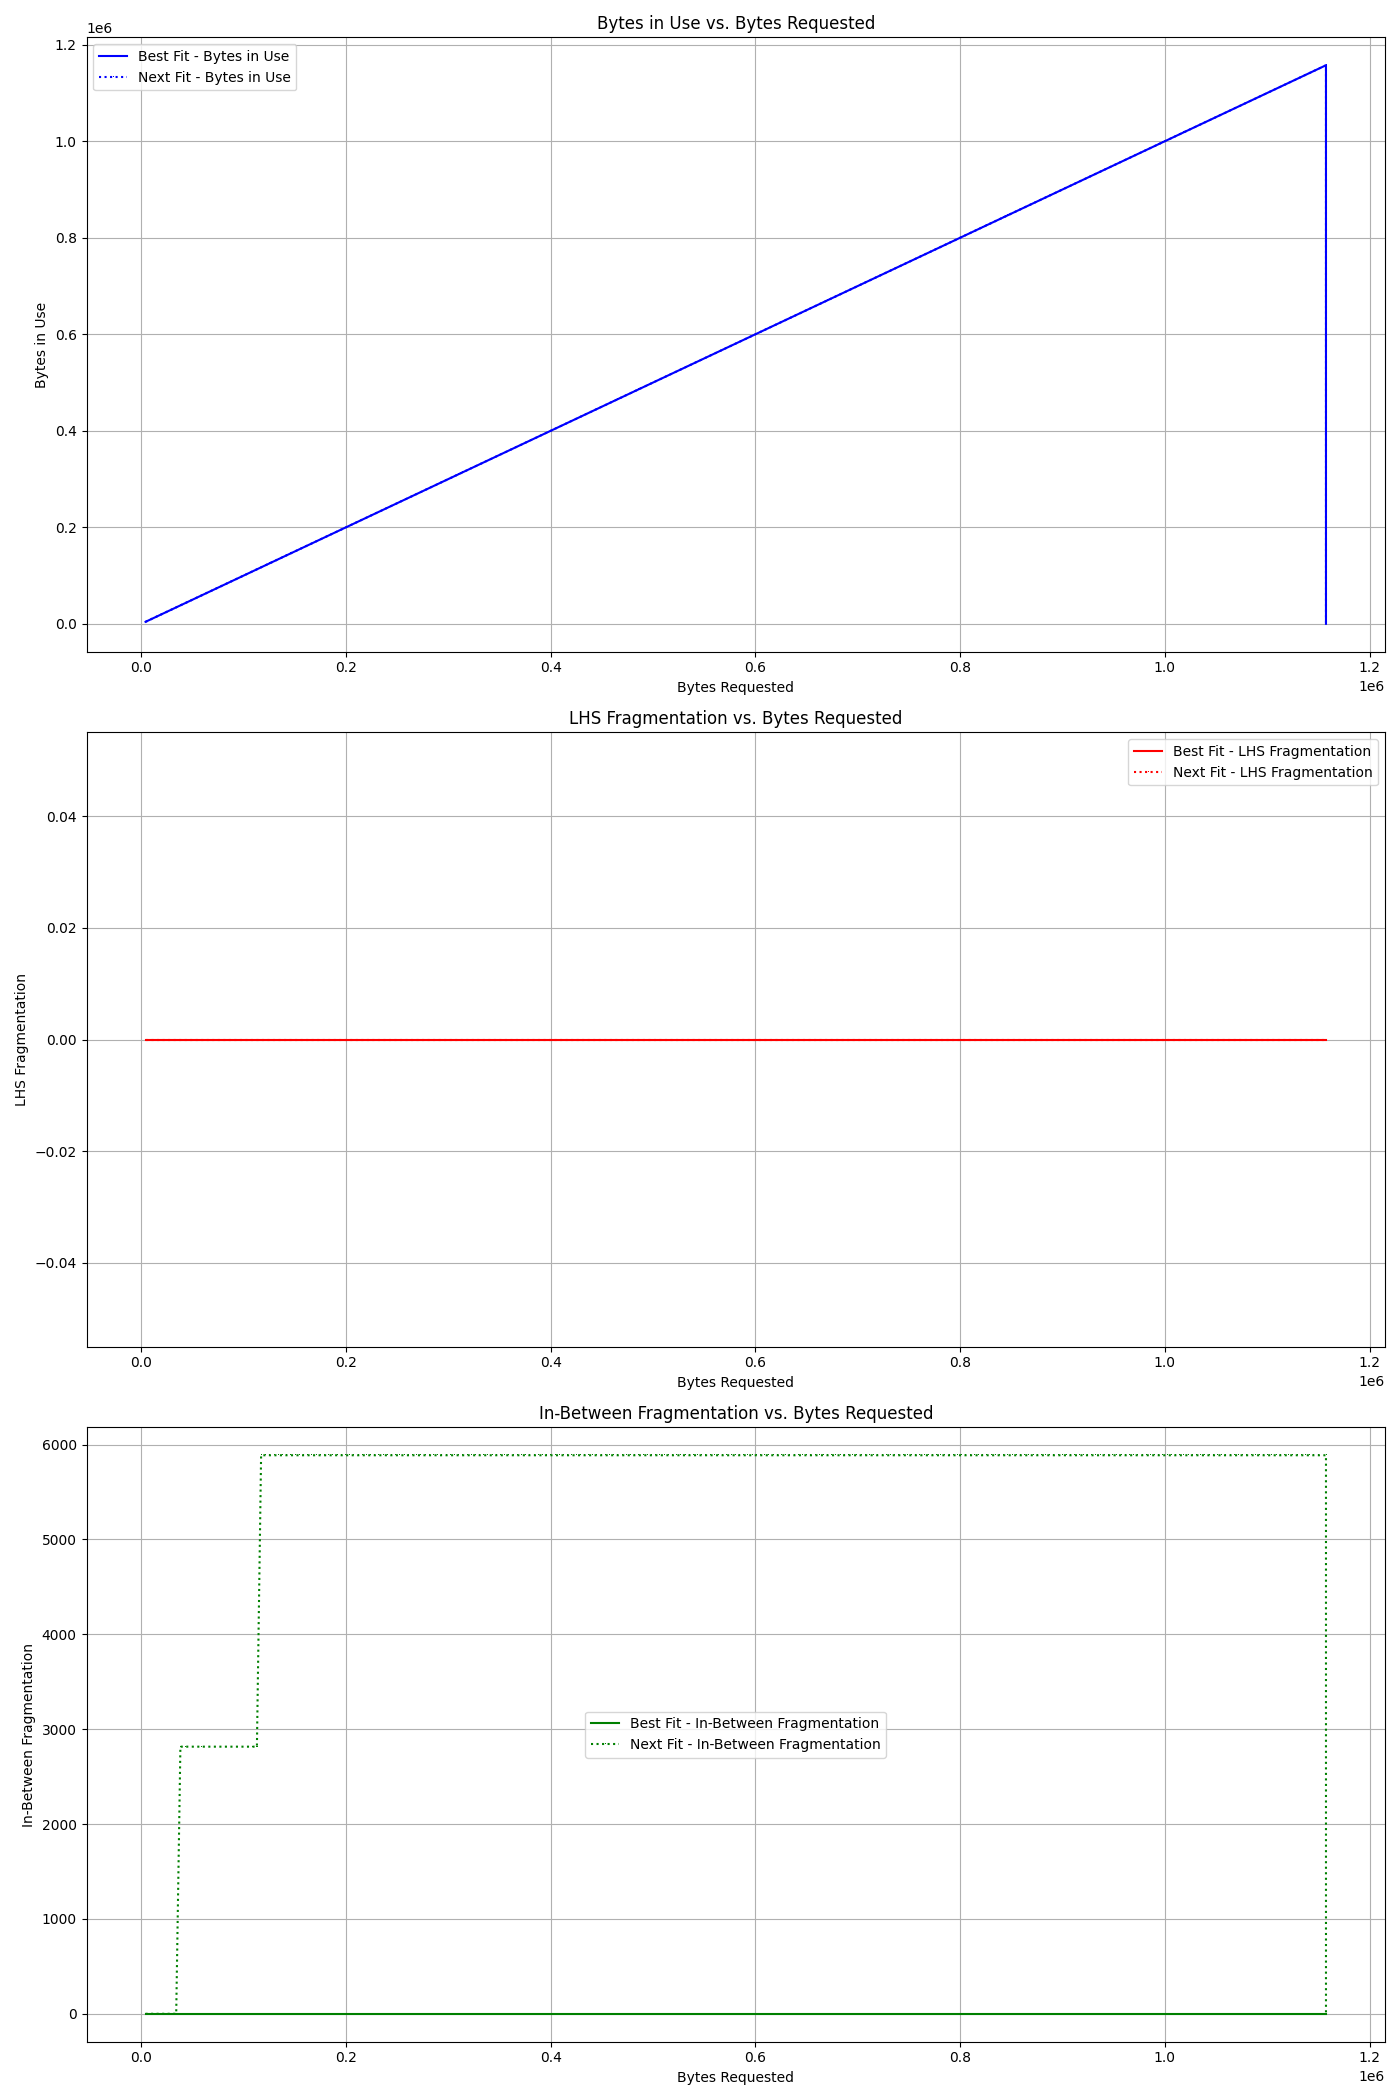 Bytes in Use vs. Bytes Requested
1e6
Best Fit - Bytes in Use
Next Fit - Bytes in Use
1.2
1.0
0.8
0.6
0.4
0.2
0.0
Bytes in Use
0.0 0.2 0.4 0.6 0.8 1.0 1.2
1e6
Bytes Requested
LHS Fragmentation vs. Bytes Requested
Best Fit - LHS Fragmentation
Next Fit - LHS Fragmentation
0.04
0.02
0.00
−0.02
−0.04
LHS Fragmentation
0.0 0.2 0.4 0.6 0.8 1.0 1.2
1e6
Bytes Requested
In-Between Fragmentation vs. Bytes Requested
6000
5000
4000
3000
2000
1000
0
In-Between Fragmentation
Best Fit - In-Between Fragmentation
Next Fit - In-Between Fragmentation
0.0 0.2 0.4 0.6 0.8 1.0 1.2
1e6
Bytes Requested